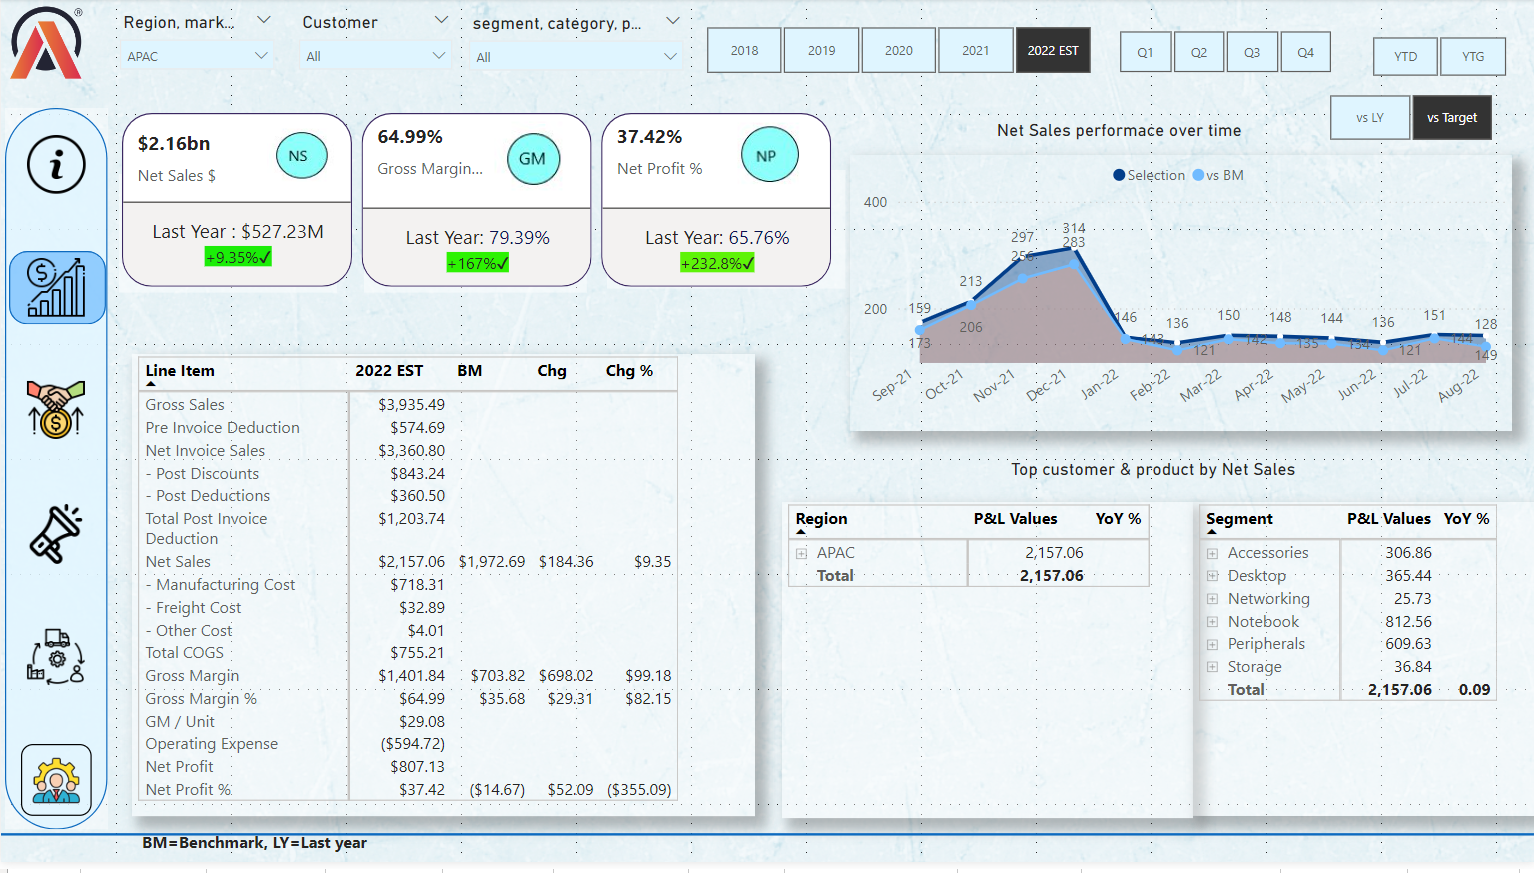 ®
Region, mark...
Customer
segment, category, p...
APAC
All
All
2018
2019
2020
2021
2022 EST
Q1
Q2
Q3
Q4
YTD
YTG
vs LY
vs Target
$2.16bn
Net Sales $
NS
Last Year : $527.23M
+9.35%✓
64.99%
Gross Margin...
GM
Last Year: 79.39%
+167%✓
37.42%
Net Profit %
NP
Last Year: 65.76%
+232.8%✓
Net Sales performace over time
Selection vs BM
400
200
159
173
213
206
297
256
314
283
146
143
136
121
150
142
148
135
144
134
136
121
151
144
128
149
Sep-21
Oct-21
Nov-21
Dec-21
Jan-22
Feb-22
Mar-22
Apr-22
May-22
Jun-22
Jul-22
Aug-22
Line Item 2022 EST BM Chg Chg %
Gross Sales $3,935.49
Pre Invoice Deduction $574.69
Net Invoice Sales $3,360.80
- Post Discounts $843.24
- Post Deductions $360.50
Total Post Invoice $1,203.74
Deduction
Net Sales $2,157.06 $1,972.69 $184.36 $9.35
- Manufacturing Cost $718.31
- Freight Cost $32.89
- Other Cost $4.01
Total COGS $755.21
Gross Margin $1,401.84 $703.82 $698.02 $99.18
Gross Margin % $64.99 $35.68 $29.31 $82.15
GM / Unit $29.08
Operating Expense ($594.72)
Net Profit $807.13
Net Profit % $37.42 ($14.67) $52.09 ($355.09)
Top customer & product by Net Sales
Region P&L Values YoY %
APAC 2,157.06
Total 2,157.06
Segment P&L Values YoY %
Accessories 306.86
Desktop 365.44
Networking 25.73
Notebook 812.56
Peripherals 609.63
Storage 36.84
Total 2,157.06 0.09
BM=Benchmark, LY=Last year